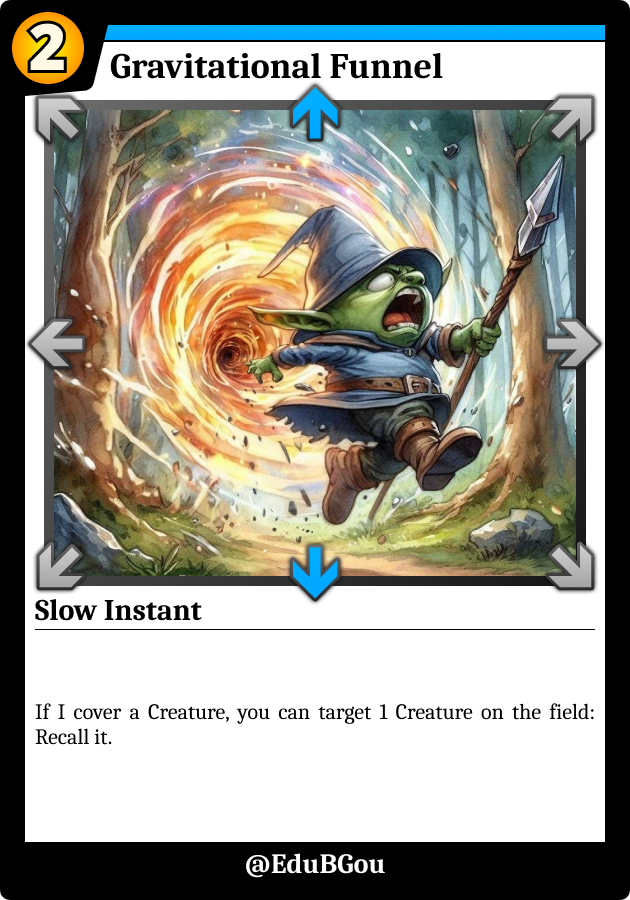 2
Gravitational Funnel
Slow Instant
If I cover a Creature, you can target 1 Creature on the field:
Recall it.
@EduBGou